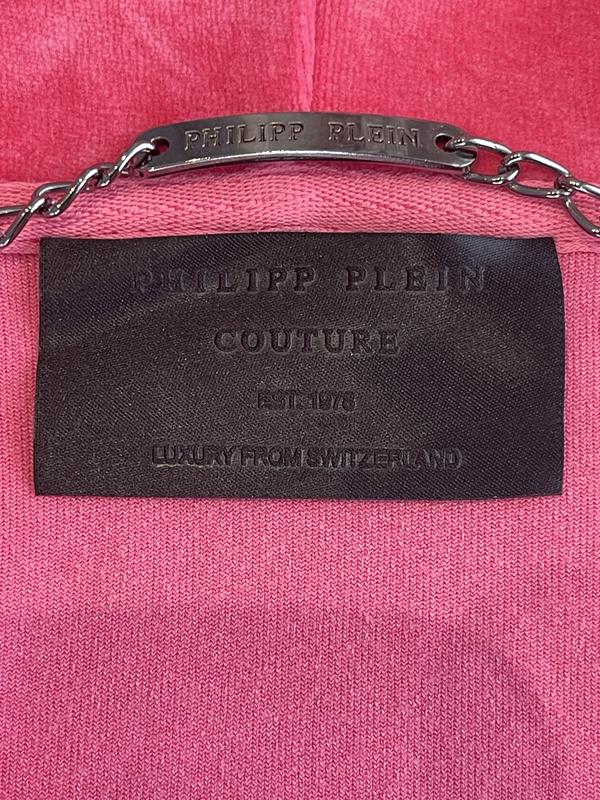 PHILIPP PLEIN
PHILIPP PLEIN
COUTURE
EST. 1978
LUXURY FROM SWITZERLAND